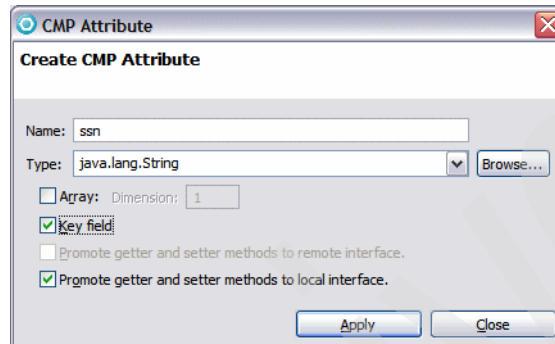 CMP Attribute
Create CMP Attribute
Name: ssn
Type: java.lang.String Browse...
Array: Dimension: 1
Key field
Promote getter and setter methods to remote interface.
Promote getter and setter methods to local interface.
Apply Close